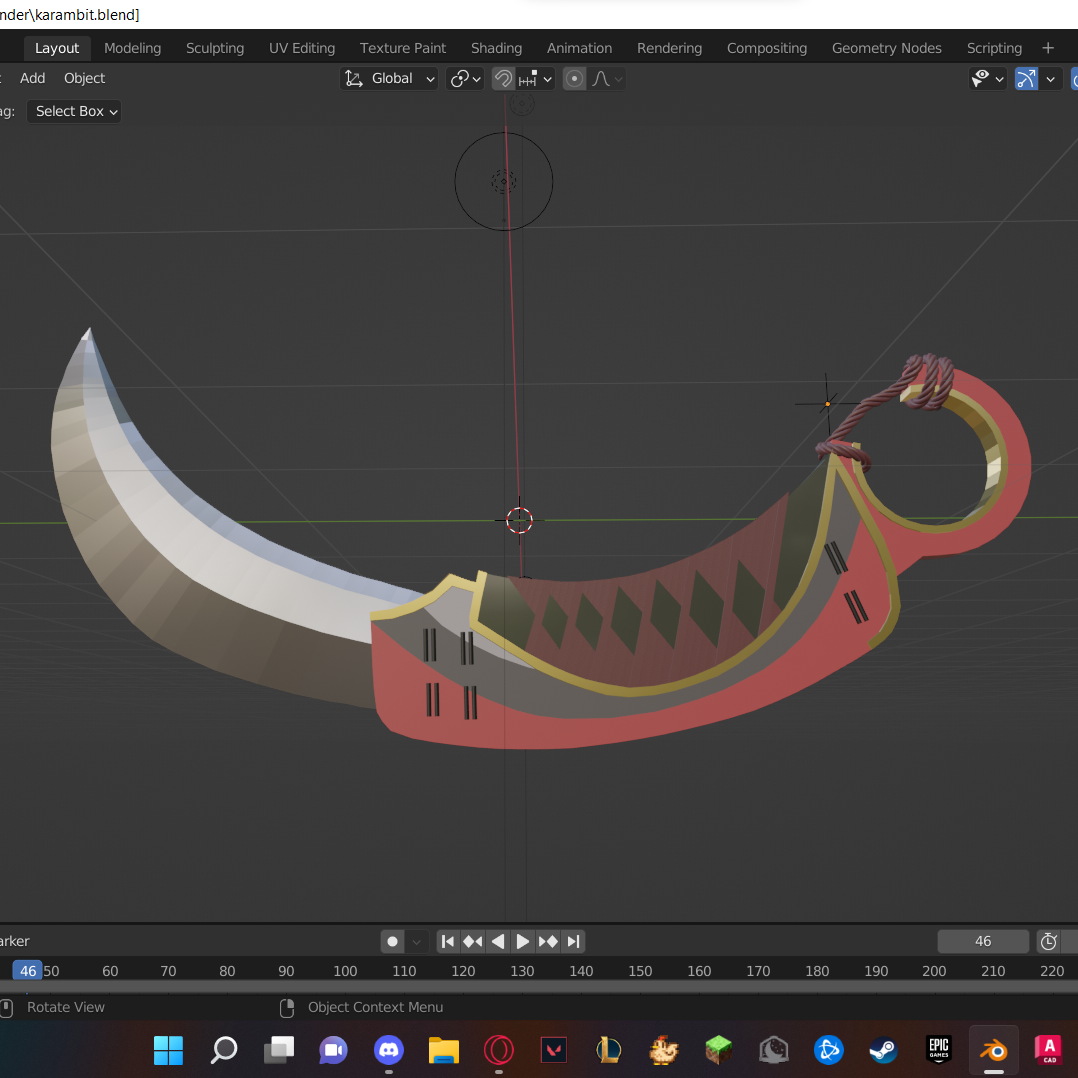 nder\karambit.blend]
Layout Modeling Sculpting UV Editing Texture Paint Shading Animation Rendering Compositing Geometry Nodes Scripting +
Add Object Global
ag: Select Box
arker 46
46 50 60 70 80 90 100 110 120 130 140 150 160 170 180 190 200 210 220
Rotate View Object Context Menu
EPIC
GAMES
A
CAD